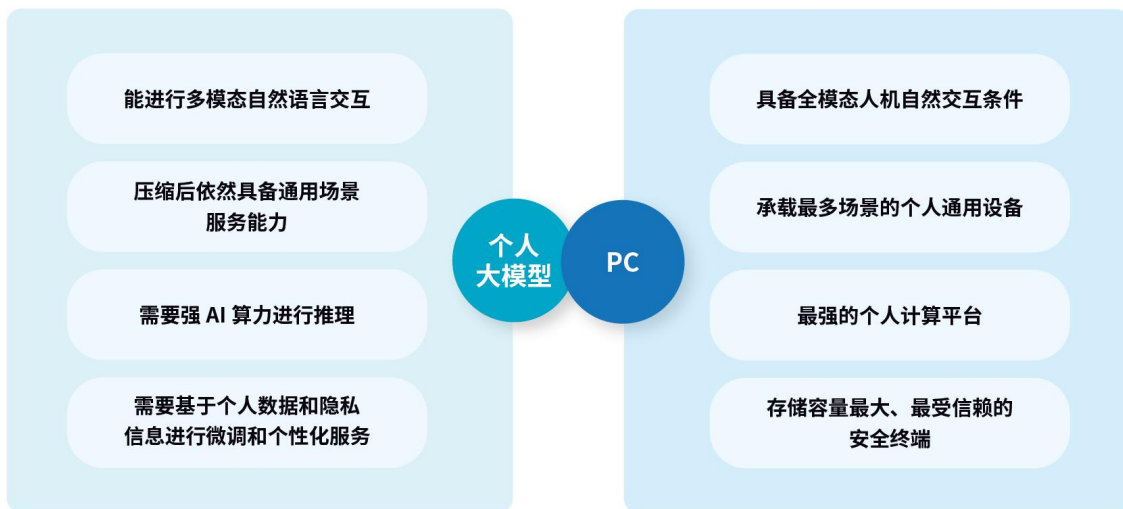 能进行多模态自然语言交互
压缩后依然具备通用场景
服务能力
需要强 AI 算力进行推理
需要基于个人数据和隐私
信息进行微调和个性化服务
个人
大模型
PC
具备全模态人机自然交互条件
承载最多场景的个人通用设备
最强的个人计算平台
存储容量最大、最受信赖的
安全终端